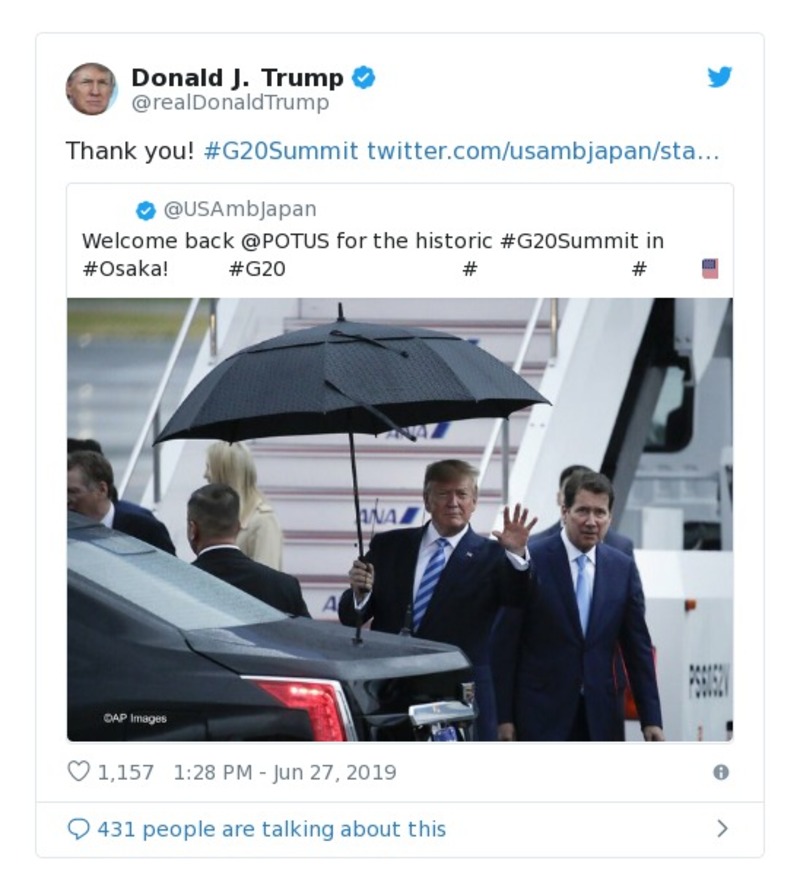 Donald J. Trump
@realDonaldTrump
Thank you! #G20Summit twitter.com/usambjapan/sta…
@USAmbJapan
Welcome back @POTUS for the historic #G20Summit in
#Osaka! #G20 # #
ANA
ANA
©AP Images
1,157 1:28 PM - Jun 27, 2019
431 people are talking about this